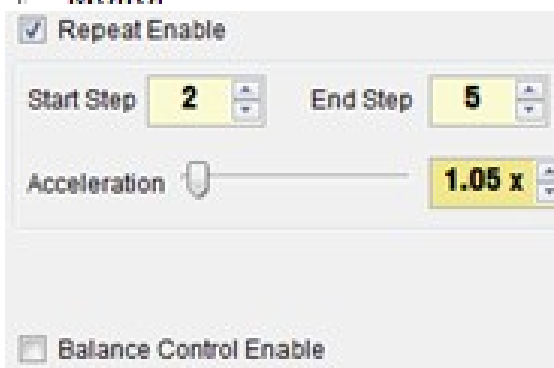 Repeat Enable
Start Step 2 End Step 5
Acceleration 1.05 x
Balance Control Enable